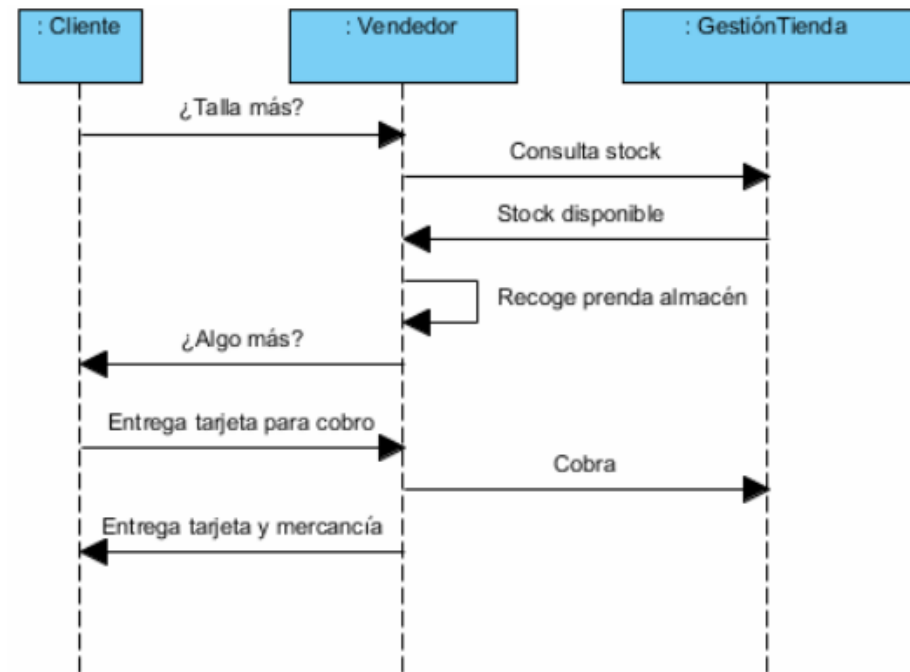 : Cliente
: Vendedor
: GestiónTienda
¿Talla más?
Consulta stock
Stock disponible
Recoge prenda almacén
¿Algo más?
Entrega tarjeta para cobro
Cobra
Entrega tarjeta y mercancía